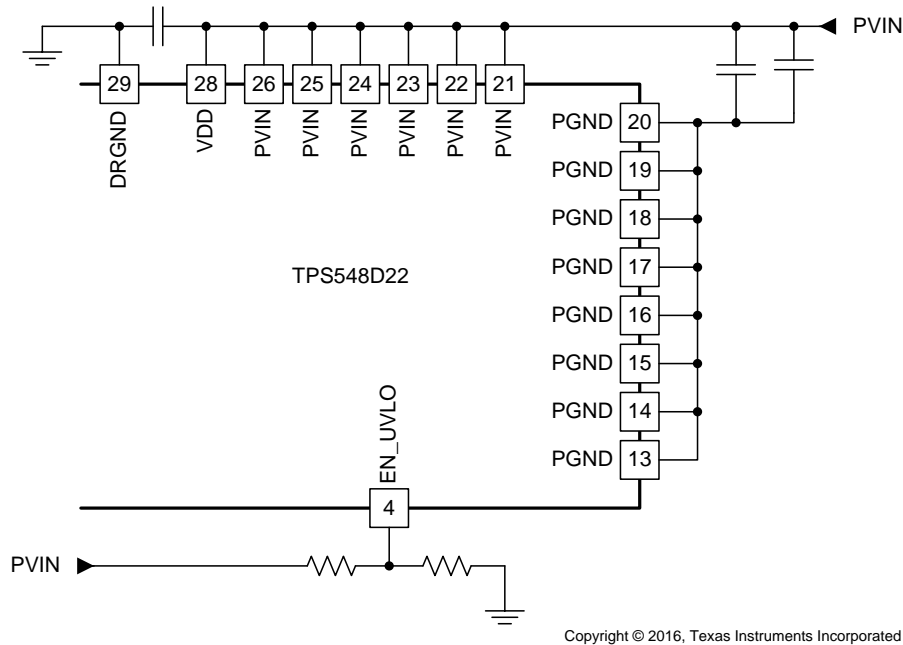 PVIN
29 28 26 25 24 23 22 21
DRGND VDD PVIN PVIN PVIN PVIN PVIN PVIN
PGND 20
PGND 19
PGND 18
PGND 17
PGND 16
PGND 15
PGND 14
PGND 13
TPS548D22
EN_UVLO
4
PVIN
Copyright © 2016, Texas Instruments Incorporated